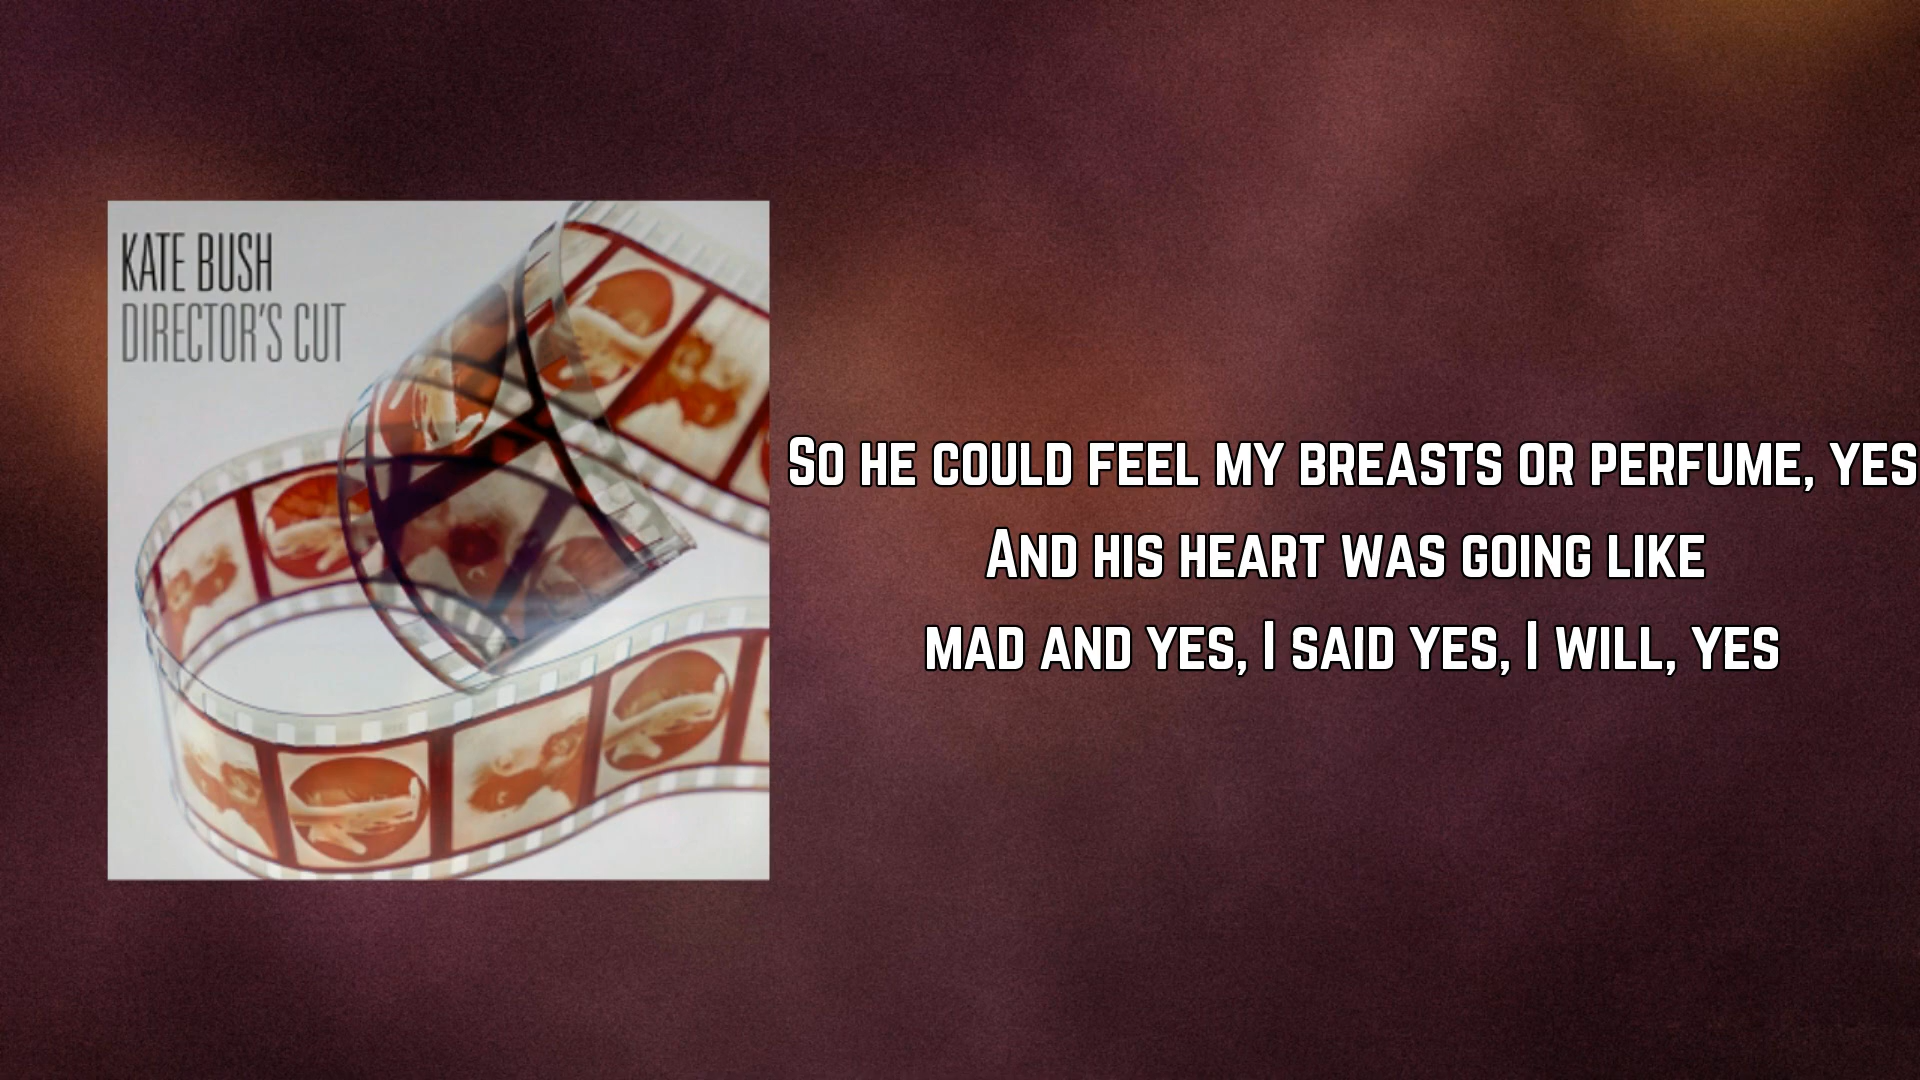 KATE BUSH
DIRECTOR'S CUT
So he could feel my breasts or perfume, yes
And his heart was going like
mad and yes, I said yes, I will, yes